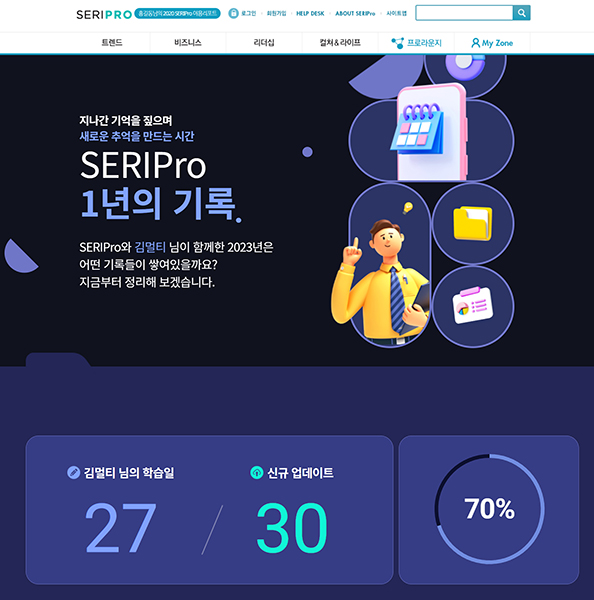 SERIPRO
홍길동님의 2020 SERIPro 이용리포트
로그인
회원가입
HELP DESK
ABOUT SERIPro
사이트맵
트렌드
비즈니스
리더십
컬처&라이프
프로라운지
My Zone
지나간 기억을 짚으며
새로운 추억을 만드는 시간
SERIPro
1년의 기록.
SERIPro와 김멀티 님이 함께한 2023년은
어떤 기록들이 쌓여있을까요?
지금부터 정리해 보겠습니다.
김멀티 님의 학습일
신규 업데이트
27 / 30
70%